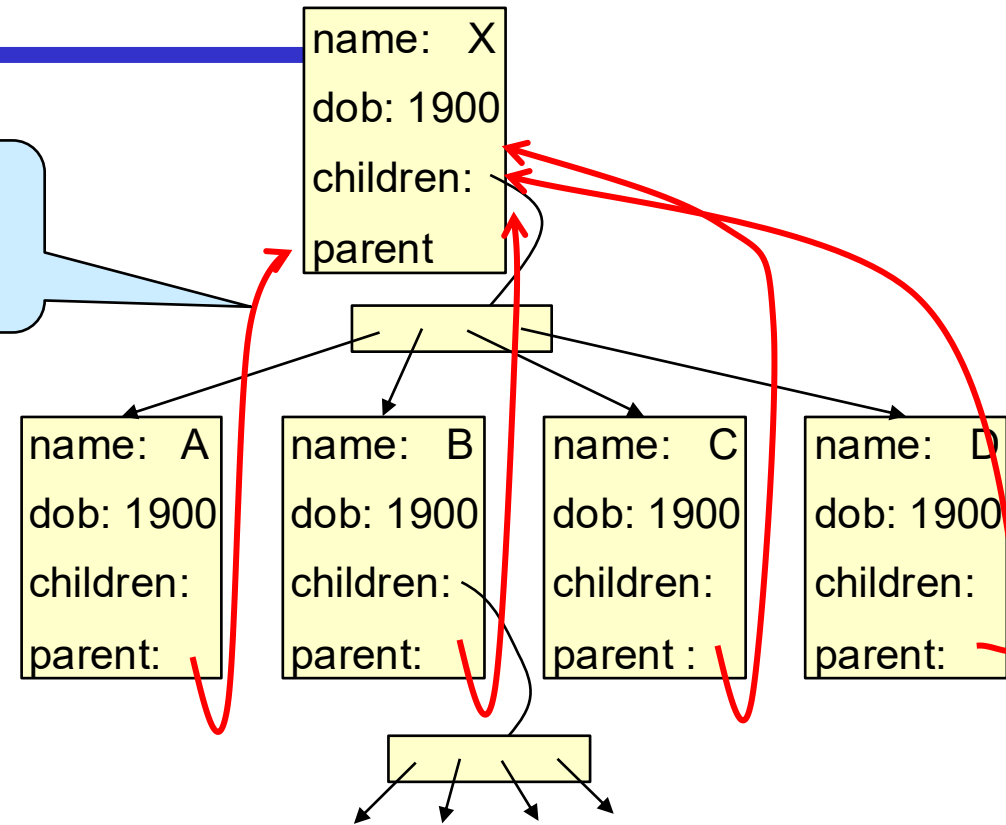 name: X
dob: 1900
children:
parent
name: A
dob: 1900
children:
parent:
name: B
dob: 1900
children:
parent:
name: C
dob: 1900
children:
parent :
name: D
dob: 1900
children:
parent: